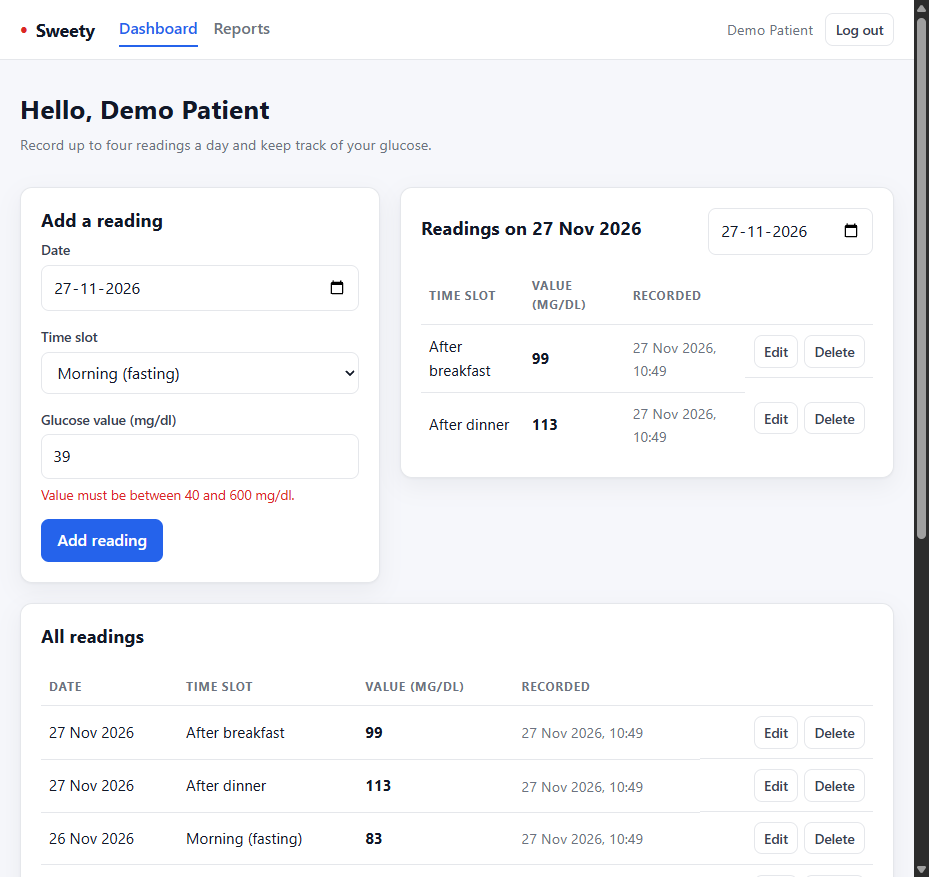 Sweety Dashboard Reports Demo Patient Log out
Hello, Demo Patient
Record up to four readings a day and keep track of your glucose.
Add a reading
Date
27-11-2026
Time slot
Morning (fasting)
Glucose value (mg/dl)
39
Value must be between 40 and 600 mg/dl.
Add reading
Readings on 27 Nov 2026 27-11-2026
TIME SLOT VALUE (MG/DL) RECORDED
After breakfast 99 27 Nov 2026, 10:49 Edit Delete
After dinner 113 27 Nov 2026, 10:49 Edit Delete
All readings
DATE TIME SLOT VALUE (MG/DL) RECORDED
27 Nov 2026 After breakfast 99 27 Nov 2026, 10:49 Edit Delete
27 Nov 2026 After dinner 113 27 Nov 2026, 10:49 Edit Delete
26 Nov 2026 Morning (fasting) 83 27 Nov 2026, 10:49 Edit Delete